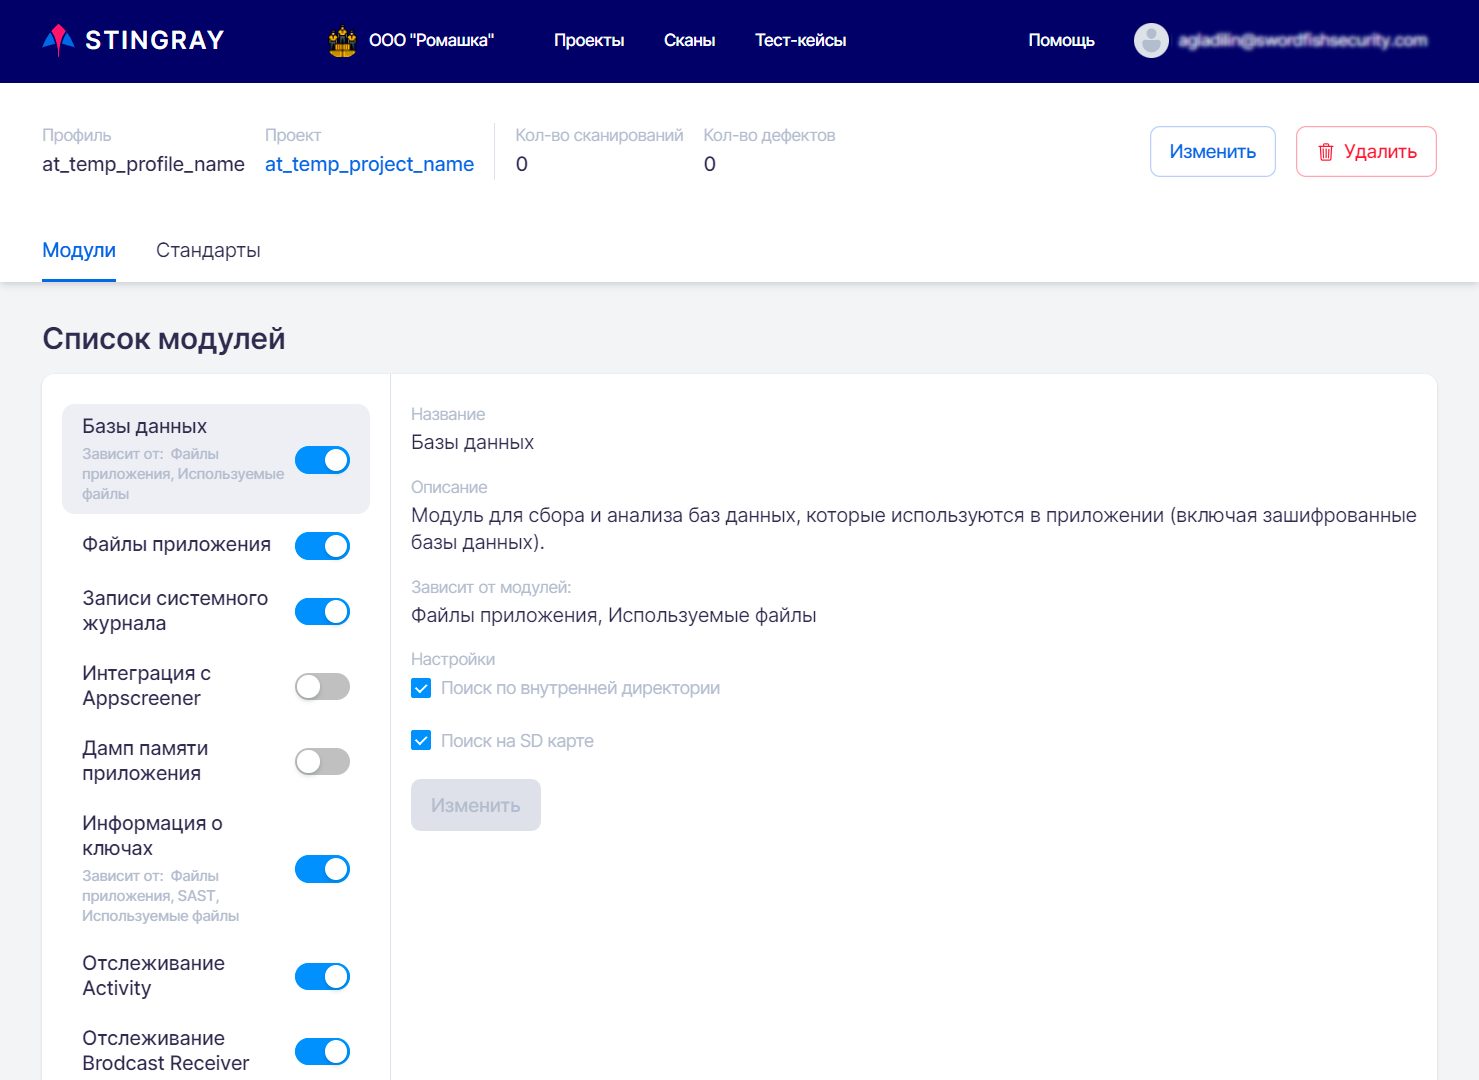 STINGRAY
ООО "Ромашка"
Проекты
Сканы
Тест-кейсы
Помощь
agladilin@swordfishsecurity.com
Профиль
at_temp_profile_name
Проект
at_temp_project_name
Кол-во сканирований
0
Кол-во дефектов
0
Изменить
Удалить
Модули
Стандарты
Список модулей
Базы данных
Зависит от: Файлы
приложения, Используемые
файлы
Файлы приложения
Записи системного
журнала
Интеграция с
Appscreener
Дамп памяти
приложения
Информация о
ключах
Зависит от: Файлы
приложения, SAST,
Используемые файлы
Отслеживание
Activity
Отслеживание
Brodcast Receiver
Название
Базы данных
Описание
Модуль для сбора и анализа баз данных, которые используются в приложении (включая зашифрованные
базы данных).
Зависит от модулей:
Файлы приложения, Используемые файлы
Настройки
Поиск по внутренней директории
Поиск на SD карте
Изменить